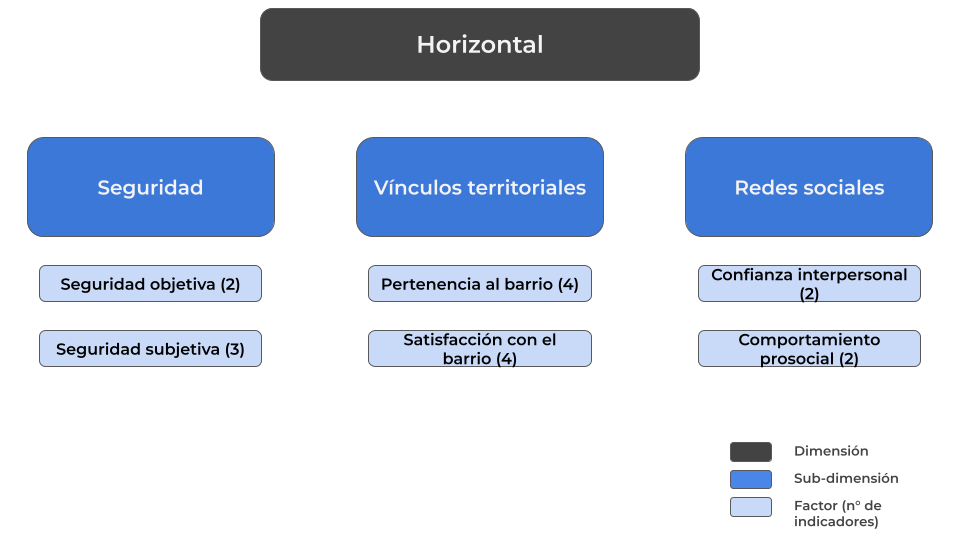 Horizontal
Seguridad
Vínculos territoriales
Redes sociales
Seguridad objetiva (2)
Pertenencia al barrio (4)
Confianza interpersonal
(2)
Seguridad subjetiva (3)
Satisfacción con el
barrio (4)
Comportamiento
prosocial (2)
Dimensión
Sub-dimensión
Factor (n° de
indicadores)